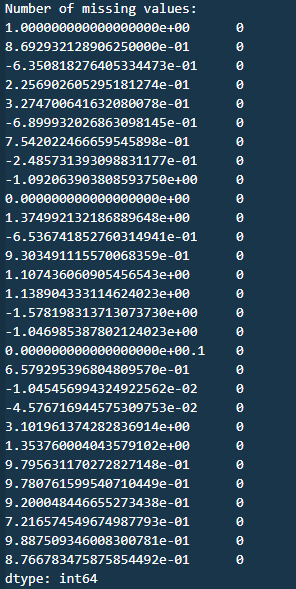 Number of missing values:
1.000000000000000000e+00 0
8.692932128906250000e-01 0
-6.350818276405334473e-01 0
2.256902605295181274e-01 0
3.274700641632080078e-01 0
-6.899932026863098145e-01 0
7.542022466659545898e-01 0
-2.485731393098831177e-01 0
-1.092063903808593750e+00 0
0.000000000000000000e+00 0
1.374992132186889648e+00 0
-6.536741852760314941e-01 0
9.303491115570068359e-01 0
1.107436060905456543e+00 0
1.138904333114624023e+00 0
-1.578198313713073730e+00 0
-1.046985387802124023e+00 0
0.000000000000000000e+00.1 0
6.579295396804809570e-01 0
-1.045456994324922562e-02 0
-4.576716944575309753e-02 0
3.101961374282836914e+00 0
1.353760004043579102e+00 0
9.795631170272827148e-01 0
9.780761599540710449e-01 0
9.200048446655273438e-01 0
7.216574549674987793e-01 0
9.887509346008300781e-01 0
8.766783475875854492e-01 0
dtype: int64